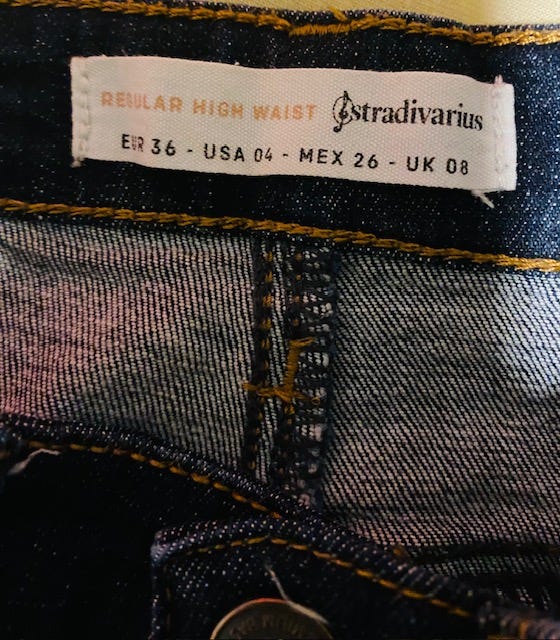 REGULAR HIGH WAIST stradivarius
EUR 36 - USA 04 - MEX 26 - UK 08